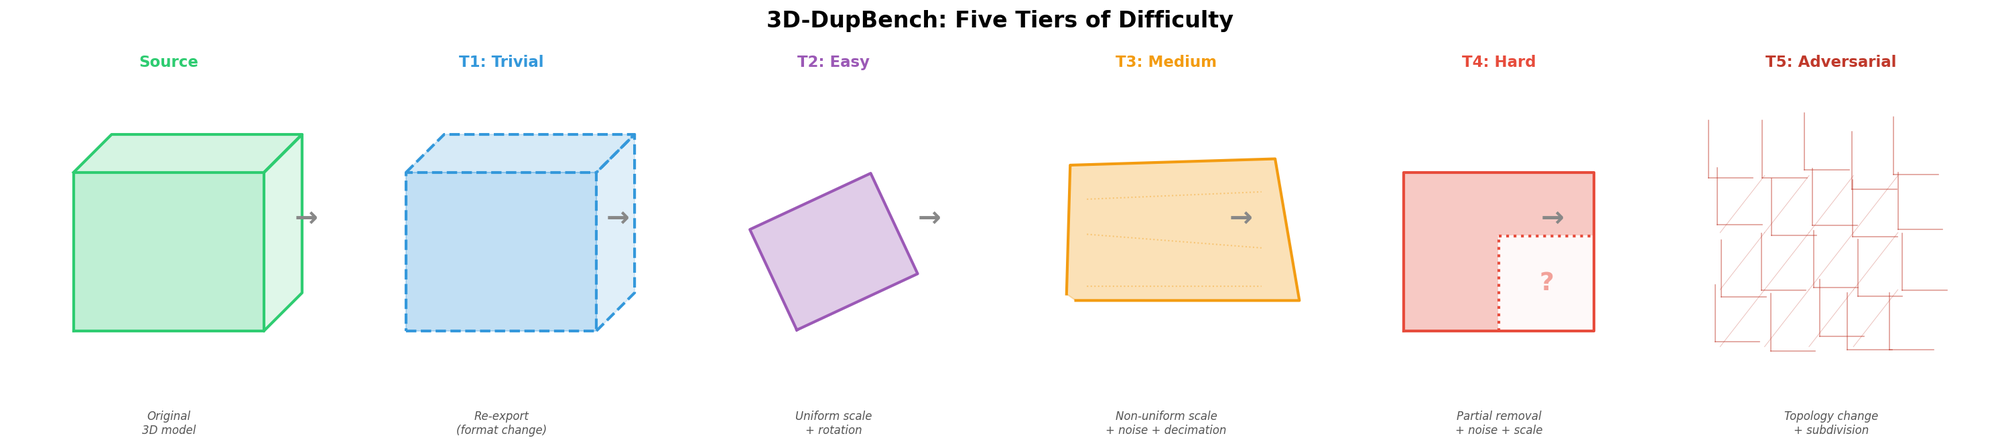 3D-DupBench: Five Tiers of Difficulty
Source
T1: Trivial
T2: Easy
T3: Medium
T4: Hard
T5: Adversarial
→
→
→
→
→
?
Original
3D model
Re-export
(format change)
Uniform scale
+ rotation
Non-uniform scale
+ noise + decimation
Partial removal
+ noise + scale
Topology change
+ subdivision